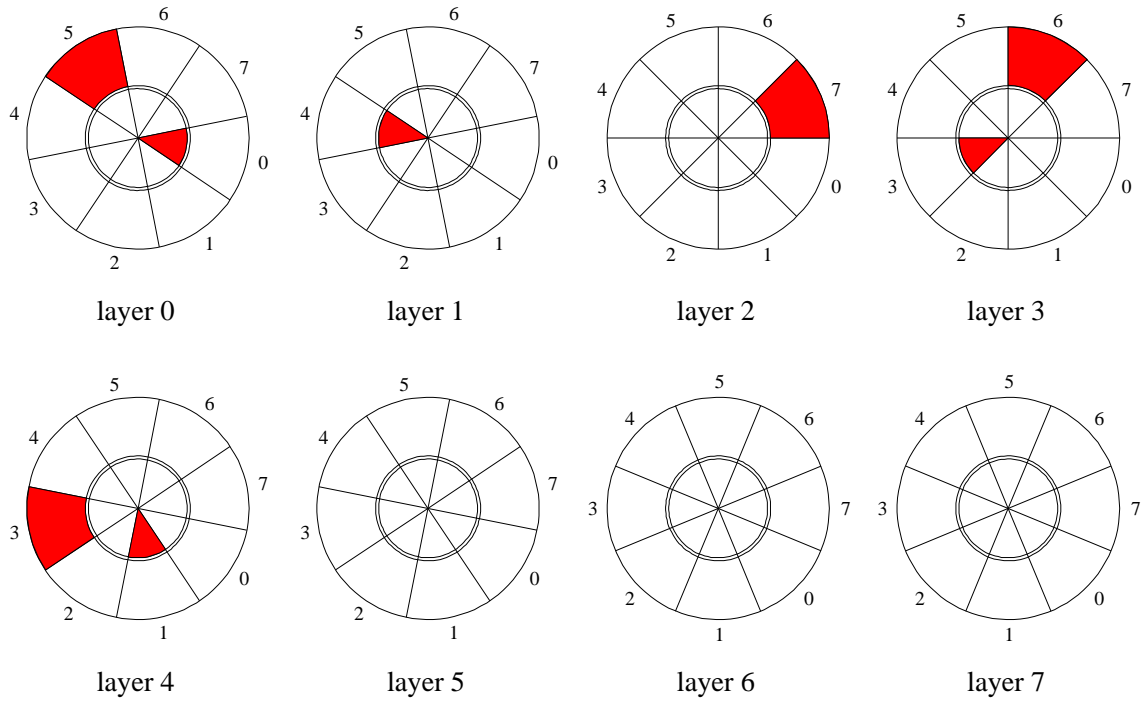 6 6 6 6
5 7 5 7 5 7 5 7
4 0 4 0 4 0 4 0
3 1 3 1 3 1 3 1
2 2 2 2
layer 0 layer 1 layer 2 layer 3
5 5 5 5
4 6 4 6 4 6 4 6
3 7 3 7 3 7 3 7
2 0 2 0 2 0 2 0
1 1 1 1
layer 4 layer 5 layer 6 layer 7